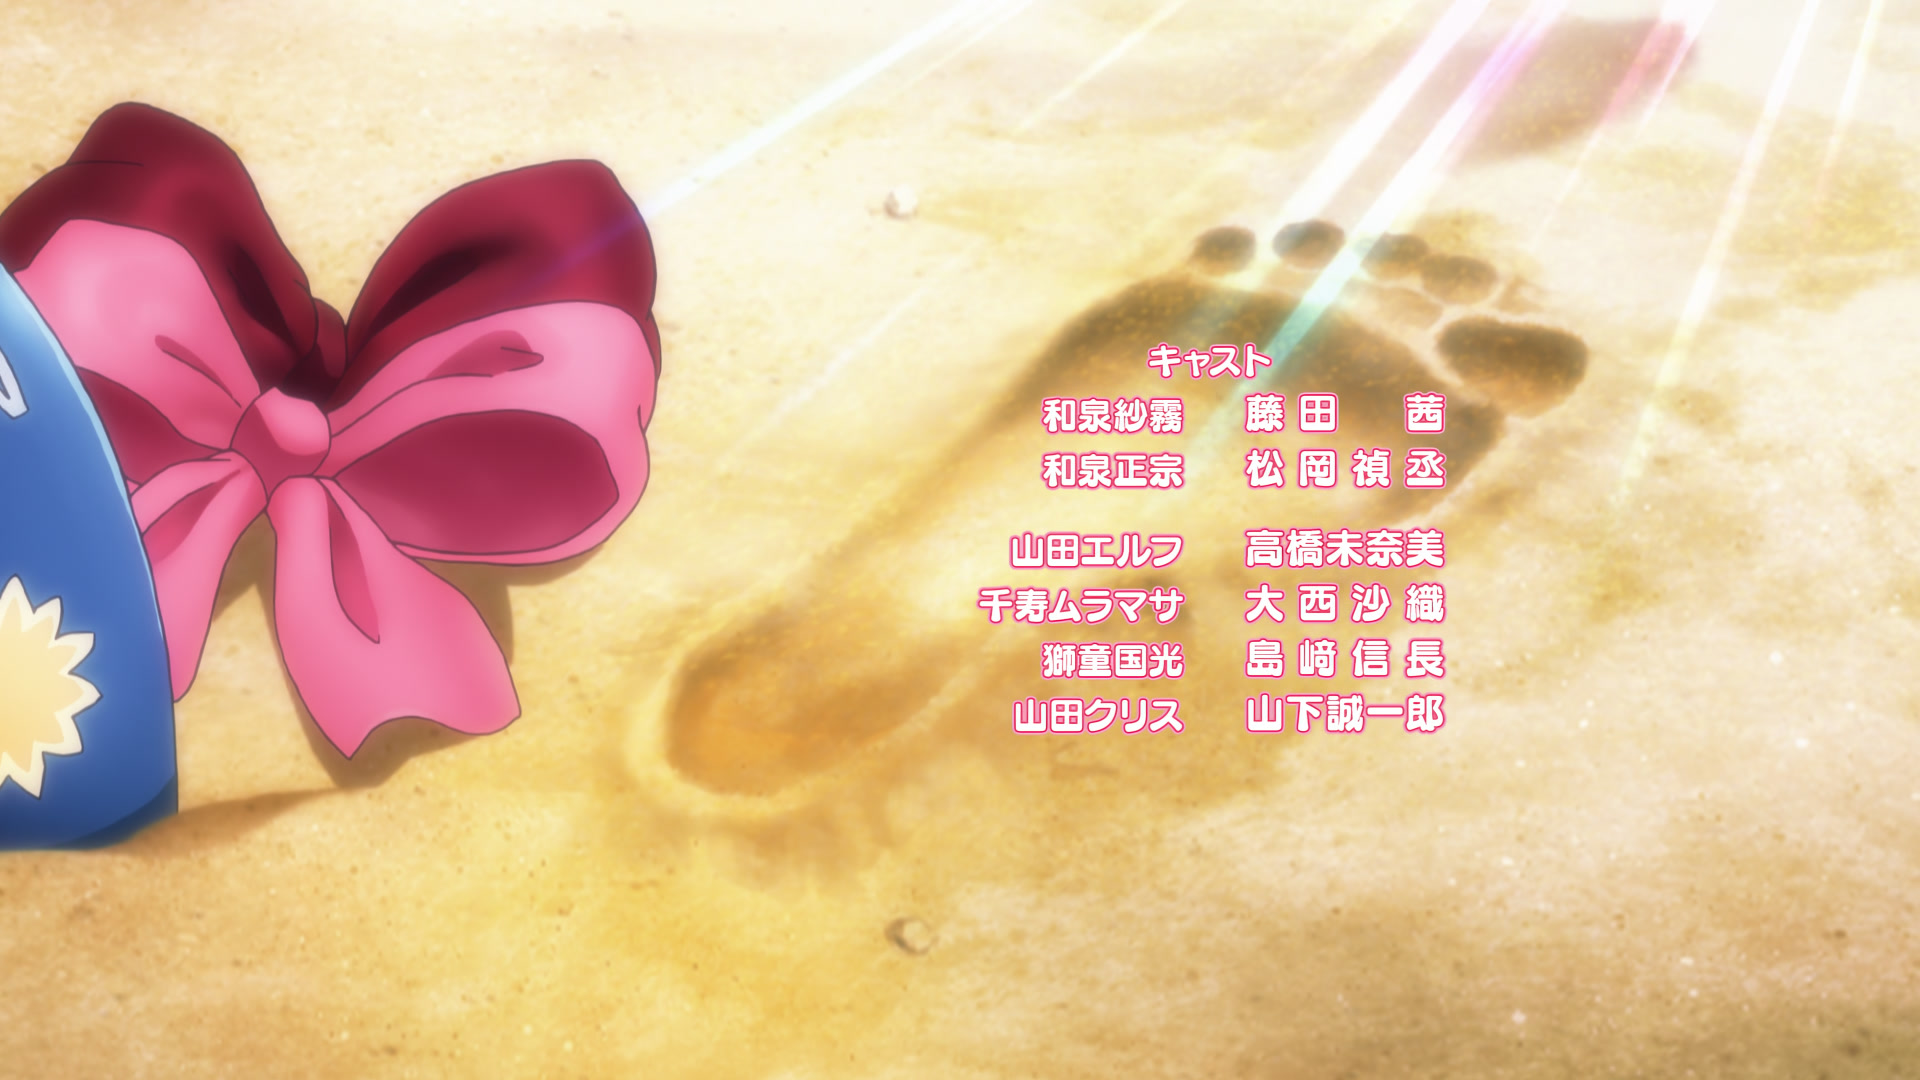 キャスト
和泉紗霧 藤田 茜
和泉正宗 松岡禎丞
山田エルフ 高橋未奈美
千寿ムラマサ 大西沙織
獅童国光 島﨑信長
山田クリス 山下誠一郎